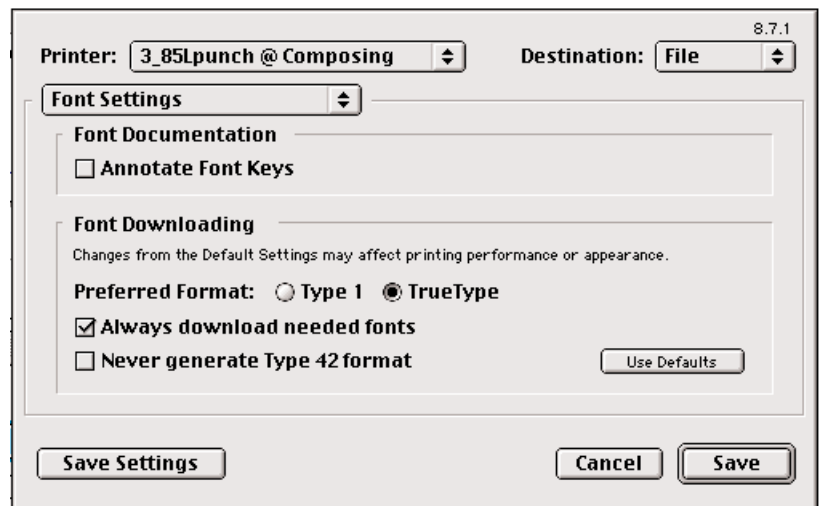 8.7.1
Printer: 3_85Lpunch @ Composing Destination: File
Font Settings
Font Documentation
Annotate Font Keys
Font Downloading
Changes from the Default Settings may affect printing performance or appearance.
Preferred Format: Type 1 TrueType
Always download needed fonts
Never generate Type 42 format Use Defaults
Save Settings Cancel Save